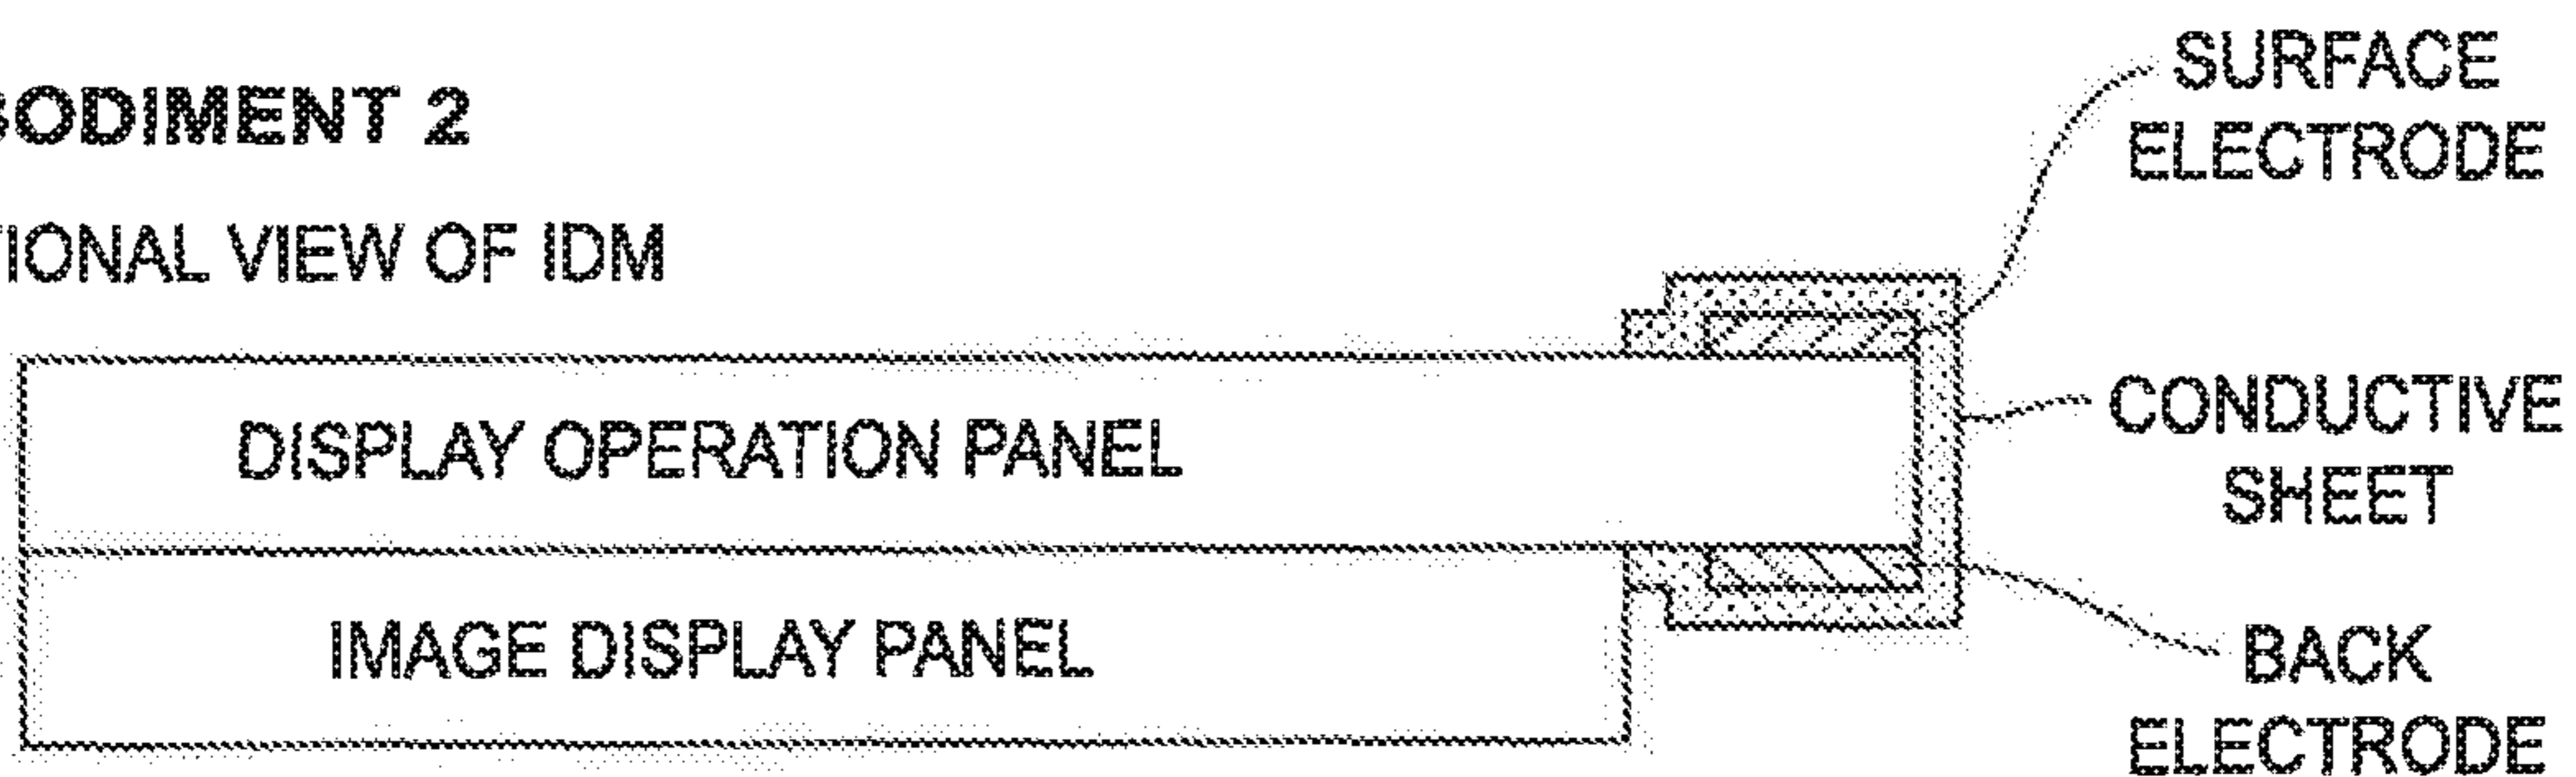 BODIMENT 2
TIONAL VIEW OF IDM
SURFACE
ELECTRODE
DISPLAY OPERATION PANEL
CONDUCTIVE
SHEET
IMAGE DISPLAY PANEL
BACK
ELECTRODE